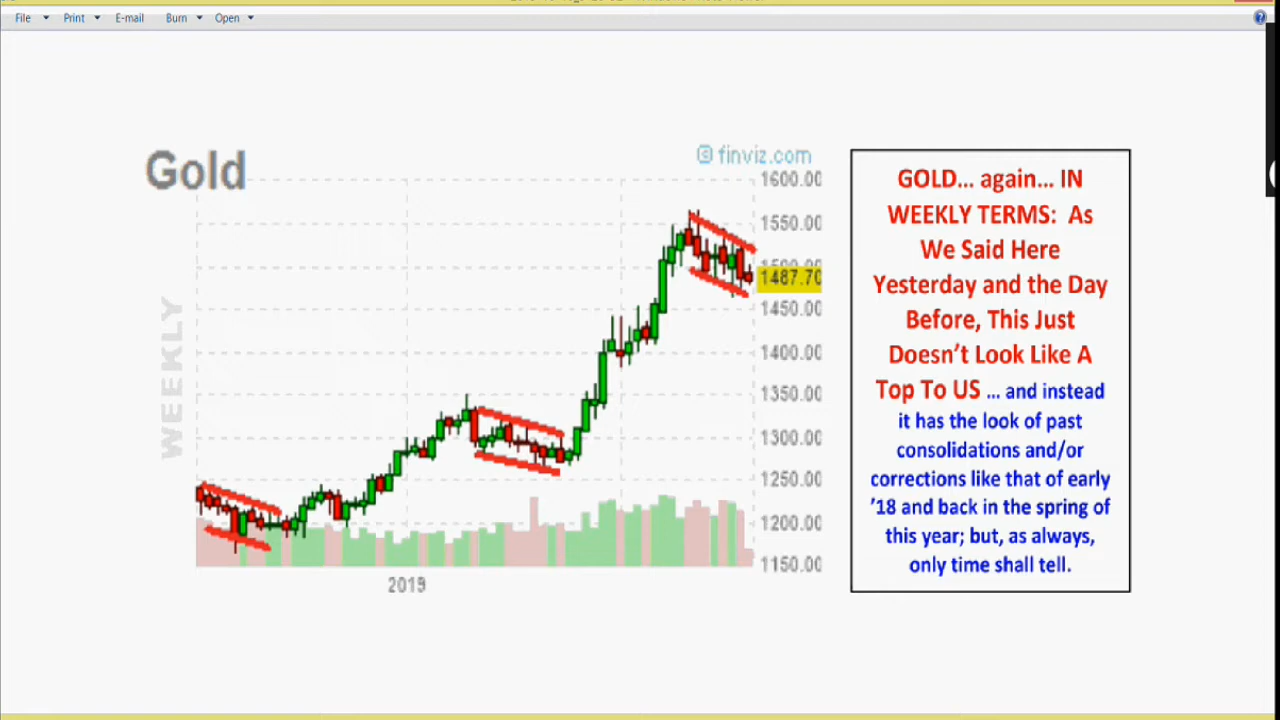 File Print E-mail Burn Open
Gold
© finviz.com
WEEKLY
1600.00
1550.00
1487.70
1450.00
1400.00
1350.00
1300.00
1250.00
1200.00
1150.00
2019
GOLD... again... IN
WEEKLY TERMS: As
We Said Here
Yesterday and the Day
Before, This Just
Doesn’t Look Like A
Top To US ... and instead
it has the look of past
consolidations and/or
corrections like that of early
’18 and back in the spring of
this year; but, as always,
only time shall tell.